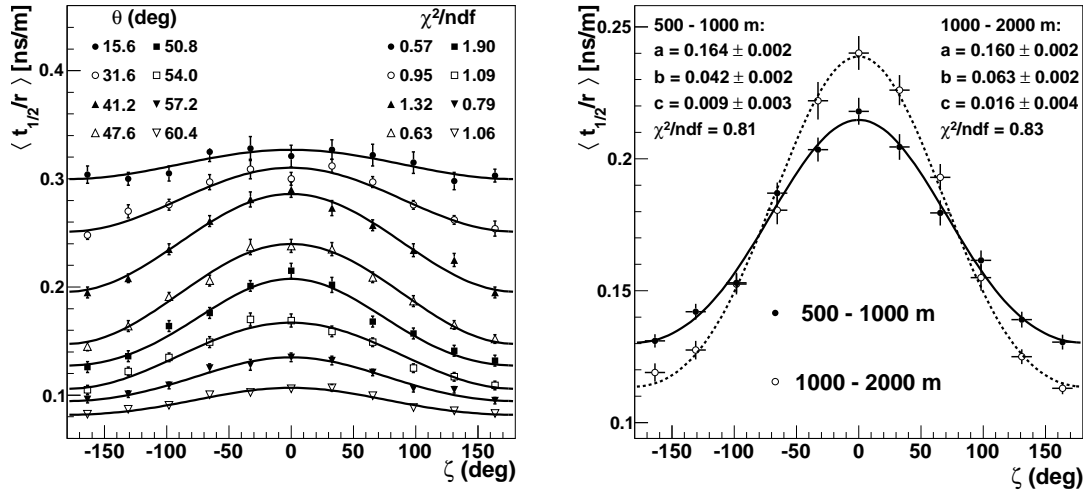 ⟨ t1/2/r ⟩ [ns/m]
θ (deg) χ²/ndf
15.6 50.8 0.57 1.90
31.6 54.0 0.95 1.09
41.2 57.2 1.32 0.79
47.6 60.4 0.63 1.06
0.4
0.3
0.2
0.1
-150 -100 -50 0 50 100 150
ζ (deg)
⟨ t1/2/r ⟩ [ns/m]
500 - 1000 m:
a = 0.164 ± 0.002
b = 0.042 ± 0.002
c = 0.009 ± 0.003
χ²/ndf = 0.81
1000 - 2000 m:
a = 0.160 ± 0.002
b = 0.063 ± 0.002
c = 0.016 ± 0.004
χ²/ndf = 0.83
0.25
0.2
0.15
0.1
500 - 1000 m
1000 - 2000 m
-150 -100 -50 0 50 100 150
ζ (deg)